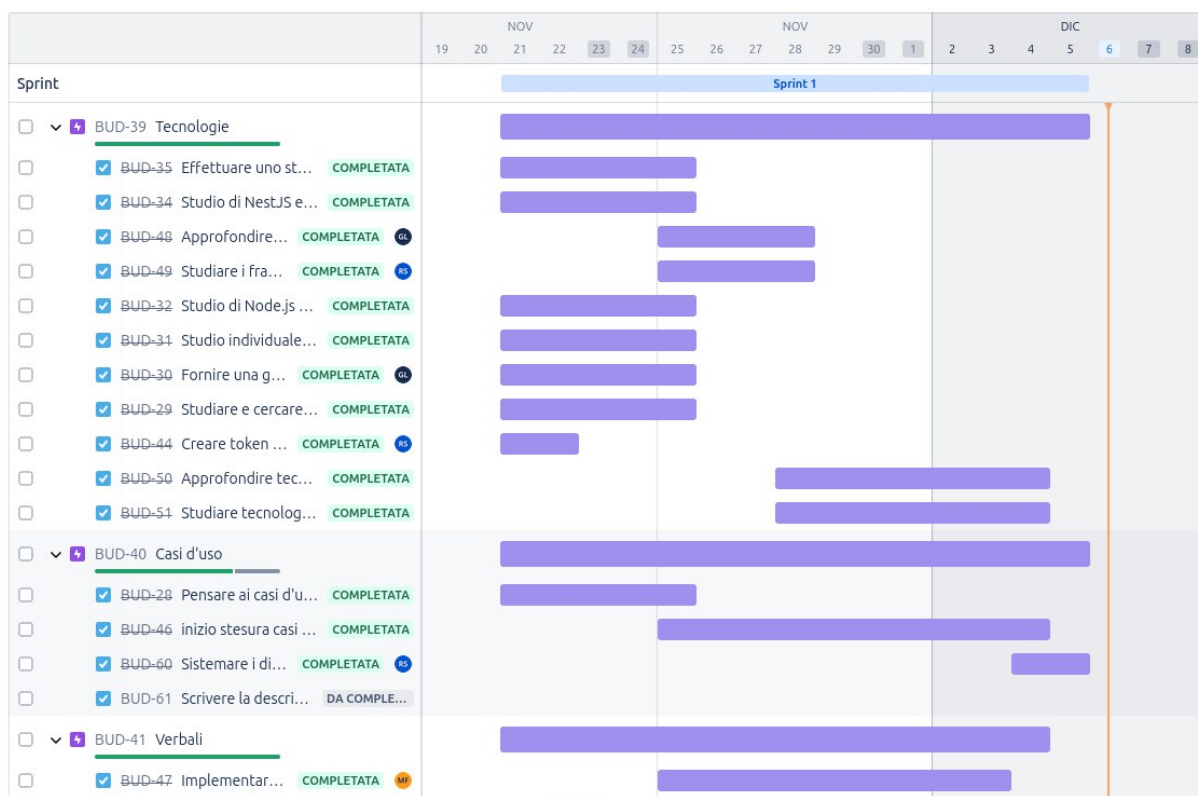 NOV NOV DIC
19 20 21 22 23 24 25 26 27 28 29 30 1 2 3 4 5 6 7 8
Sprint Sprint 1
BUD-39 Tecnologie
BUD-35 Effettuare uno st... COMPLETATA
BUD-34 Studio di NestJS e... COMPLETATA
BUD-48 Approfondire... COMPLETATA GL
BUD-49 Studiare i fra... COMPLETATA RS
BUD-32 Studio di Node.js ... COMPLETATA
BUD-31 Studio individuale... COMPLETATA
BUD-30 Fornire una g... COMPLETATA GL
BUD-29 Studiare e cercare... COMPLETATA
BUD-44 Creare token ... COMPLETATA RS
BUD-50 Approfondire tec... COMPLETATA
BUD-51 Studiare tecnolog... COMPLETATA
BUD-40 Casi d'uso
BUD-28 Pensare ai casi d'u... COMPLETATA
BUD-46 inizio stesura casi ... COMPLETATA
BUD-60 Sistemare i di... COMPLETATA RS
BUD-61 Scrivere la descri... DA COMPLE...
BUD-41 Verbali
BUD-47 Implementar... COMPLETATA MF